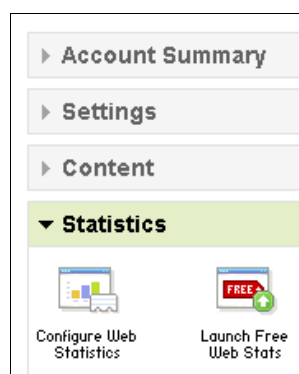 Account Summary
Settings
Content
Statistics
FREE
Configure Web
Statistics
Launch Free
Web Stats